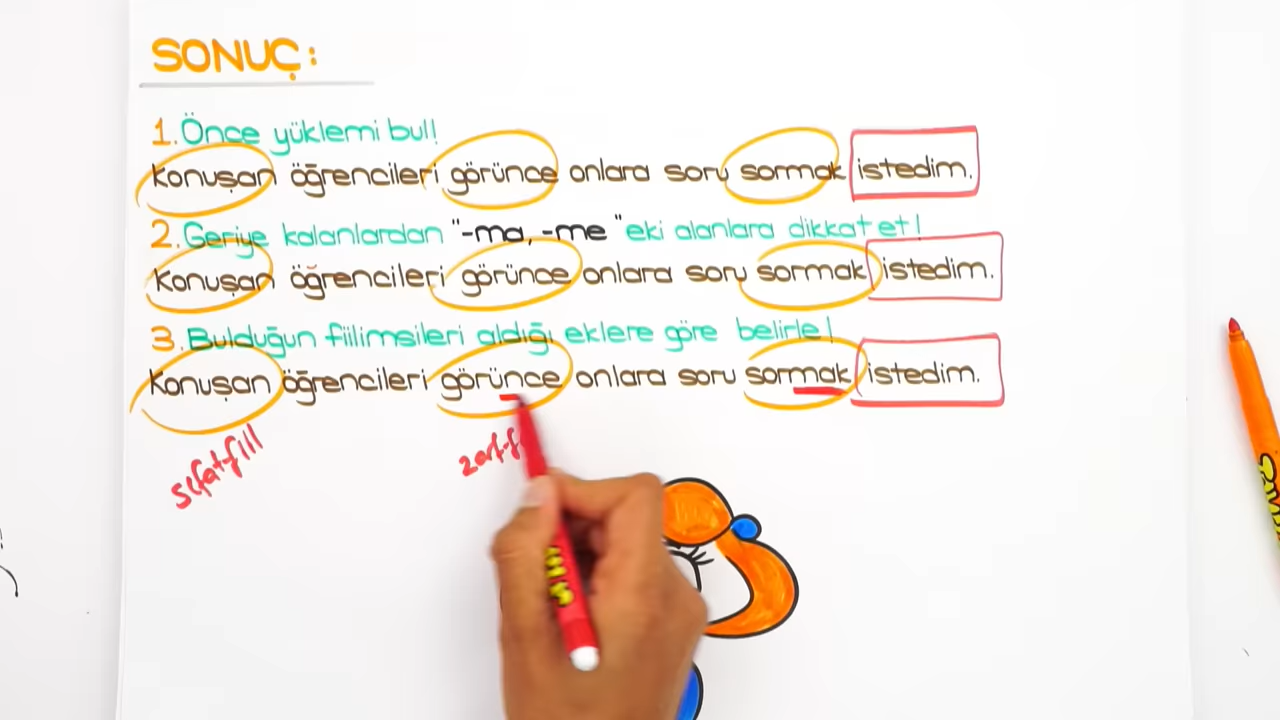 SONUÇ:
1. Önce yüklemi bul!
Konuşan öğrencileri görünce onlara soru sormak istedim.
2. Geriye kalanlardan "-ma, -me" eki alanlara dikkat et!
Konuşan öğrencileri görünce onlara soru sormak istedim.
3. Bulduğun fiilimsileri aldığı eklere göre belirle!
Konuşan öğrencileri görünce onlara soru sormak istedim.
sıfat-fiil